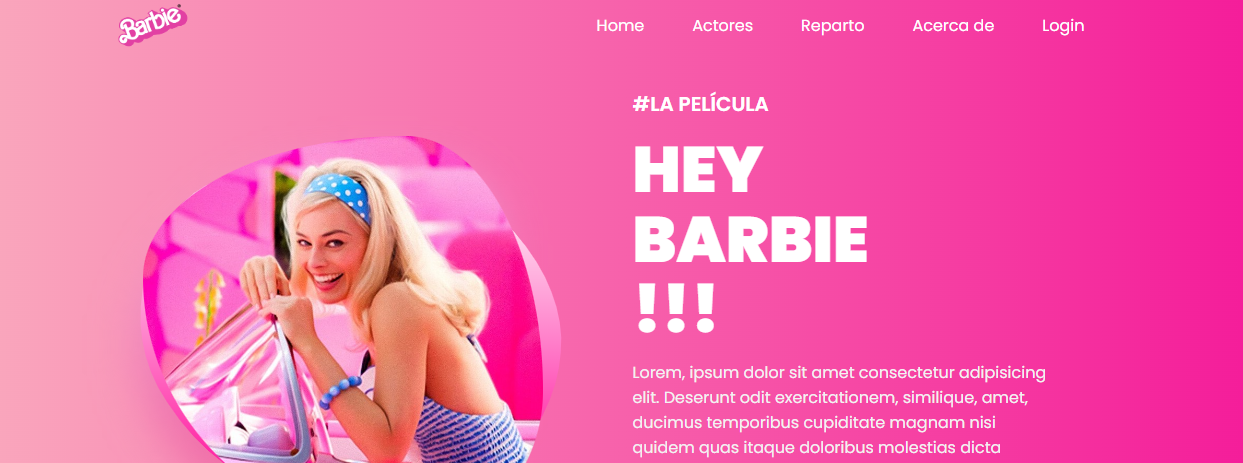 Barbie
Home Actores Reparto Acerca de Login
#LA PELÍCULA
HEY
BARBIE
!!!
Lorem, ipsum dolor sit amet consectetur adipisicing
elit. Deserunt odit exercitationem, similique, amet,
ducimus temporibus cupiditate magnam nisi
quidem quas itaque doloribus molestias dicta